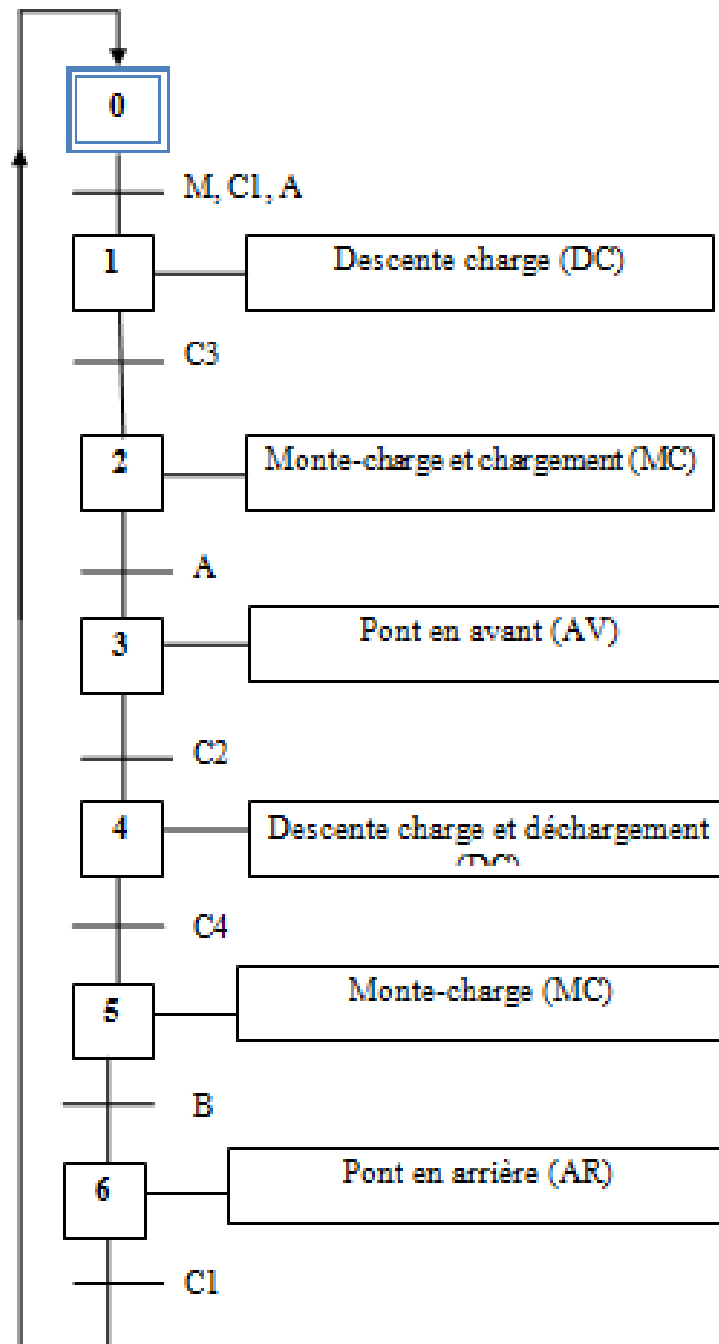 0
M, C1, A
1
Descente charge (DC)
C3
2
Monte-charge et chargement (MC)
A
3
Pont en avant (AV)
C2
4
Descente charge et déchargement
C4
5
Monte-charge (MC)
B
6
Pont en arrière (AR)
C1